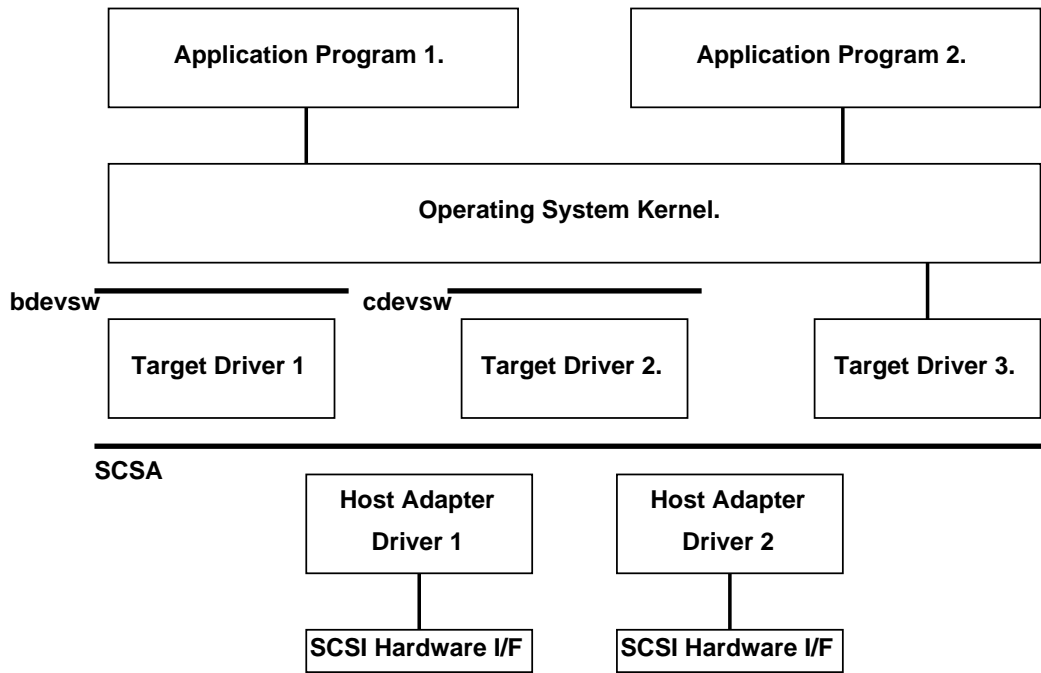 Application Program 1.
Application Program 2.
Operating System Kernel.
bdevsw
cdevsw
Target Driver 1
Target Driver 2.
Target Driver 3.
SCSA
Host Adapter
Driver 1
Host Adapter
Driver 2
SCSI Hardware I/F
SCSI Hardware I/F